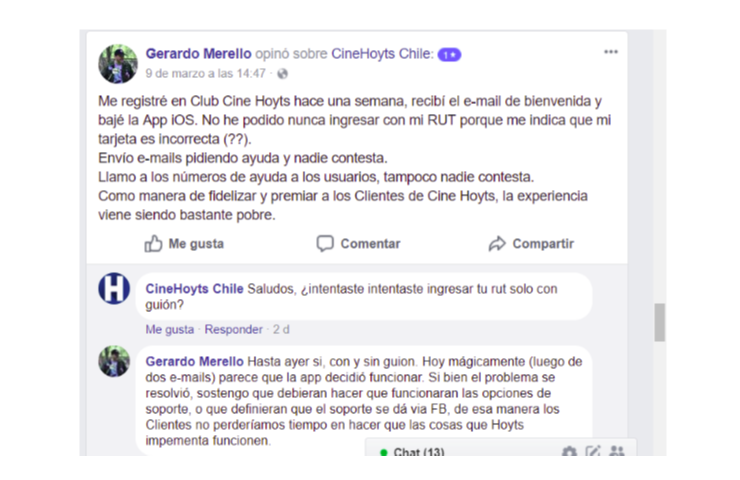 Gerardo Merello opinó sobre CineHoyts Chile: 1★
9 de marzo a las 14:47 ·
Me registré en Club Cine Hoyts hace una semana, recibí el e-mail de bienvenida y
bajé la App iOS. No he podido nunca ingresar con mi RUT porque me indica que mi
tarjeta es incorrecta (??).
Envío e-mails pidiendo ayuda y nadie contesta.
Llamo a los números de ayuda a los usuarios, tampoco nadie contesta.
Como manera de fidelizar y premiar a los Clientes de Cine Hoyts, la experiencia
viene siendo bastante pobre.
Me gusta Comentar Compartir
H
CineHoyts Chile Saludos, ¿intentaste intentaste ingresar tu rut solo con
guión?
Me gusta · Responder · 2 d
Gerardo Merello Hasta ayer si, con y sin guion. Hoy mágicamente (luego de
dos e-mails) parece que la app decidió funcionar. Si bien el problema se
resolvió, sostengo que debieran hacer que funcionaran las opciones de
soporte, o que definieran que el soporte se dá via FB, de esa manera los
Clientes no perderíamos tiempo en hacer que las cosas que Hoyts
impementa funcionen.
Chat (13)